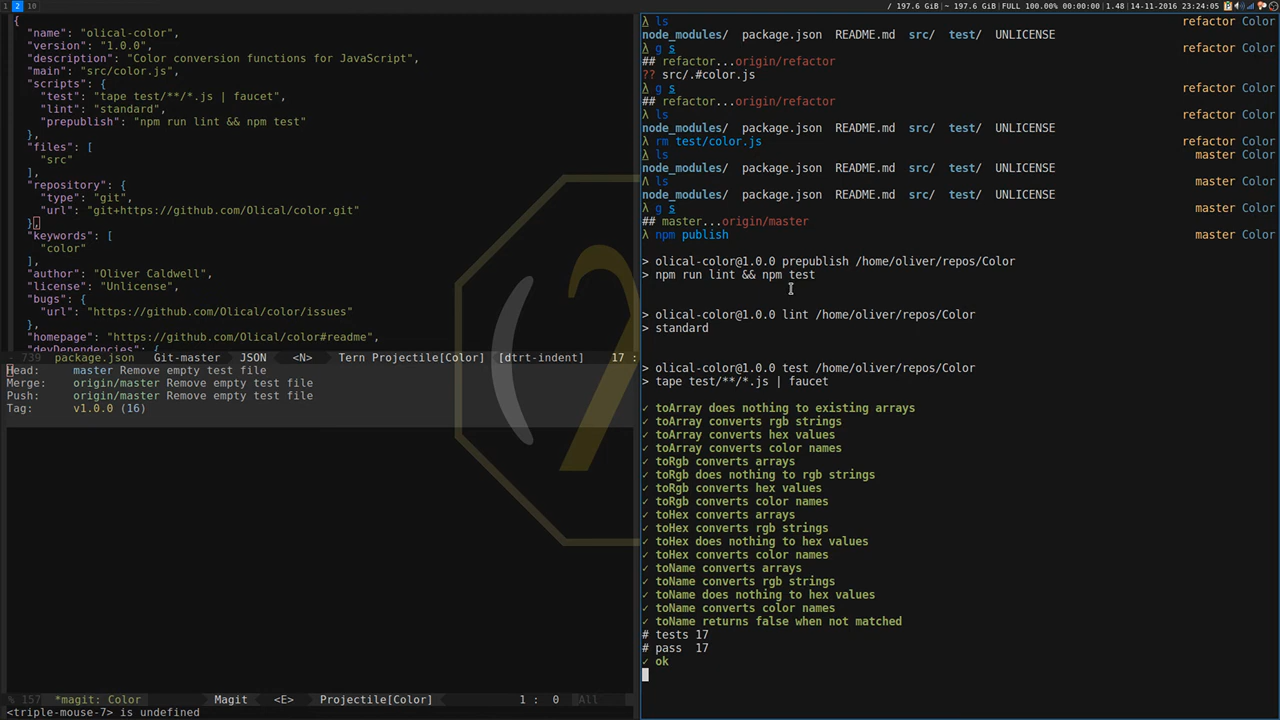 1 2 10
/ 197.6 GiB|~ 197.6 GiB|FULL 100.00% 00:00:00|1.48|14-11-2016 23:24:05
{
"name": "olical-color",
"version": "1.0.0",
"description": "Color conversion functions for JavaScript",
"main": "src/color.js",
"scripts": {
"test": "tape test/**/*.js | faucet",
"lint": "standard",
"prepublish": "npm run lint && npm test"
},
"files": [
"src"
],
"repository": {
"type": "git",
"url": "git+https://github.com/Olical/color.git"
},
"keywords": [
"color"
],
"author": "Oliver Caldwell",
"license": "Unlicense",
"bugs": {
"url": "https://github.com/Olical/color/issues"
},
"homepage": "https://github.com/Olical/color#readme",
"devDependencies": {
- 739 package.json Git-master JSON <N> Tern Projectile[Color] [dtrt-indent] 17 :
Head: master Remove empty test file
Merge: origin/master Remove empty test file
Push: origin/master Remove empty test file
Tag: v1.0.0 (16)
% 157 *magit: Color Magit <E> Projectile[Color] 1 : 0 All
<triple-mouse-7> is undefined
λ ls refactor Color
node_modules/ package.json README.md src/ test/ UNLICENSE
λ g s refactor Color
## refactor...origin/refactor
?? src/.#color.js
λ g s refactor Color
## refactor...origin/refactor
λ ls refactor Color
node_modules/ package.json README.md src/ test/ UNLICENSE
λ rm test/color.js refactor Color
λ ls master Color
node_modules/ package.json README.md src/ test/ UNLICENSE
λ ls master Color
node_modules/ package.json README.md src/ test/ UNLICENSE
λ g s master Color
## master...origin/master
λ npm publish master Color
> olical-color@1.0.0 prepublish /home/oliver/repos/Color
> npm run lint && npm test
> olical-color@1.0.0 lint /home/oliver/repos/Color
> standard
> olical-color@1.0.0 test /home/oliver/repos/Color
> tape test/**/*.js | faucet
✓ toArray does nothing to existing arrays
✓ toArray converts rgb strings
✓ toArray converts hex values
✓ toArray converts color names
✓ toRgb converts arrays
✓ toRgb does nothing to rgb strings
✓ toRgb converts hex values
✓ toRgb converts color names
✓ toHex converts arrays
✓ toHex converts rgb strings
✓ toHex does nothing to hex values
✓ toHex converts color names
✓ toName converts arrays
✓ toName converts rgb strings
✓ toName does nothing to hex values
✓ toName converts color names
✓ toName returns false when not matched
# tests 17
# pass 17
✓ ok